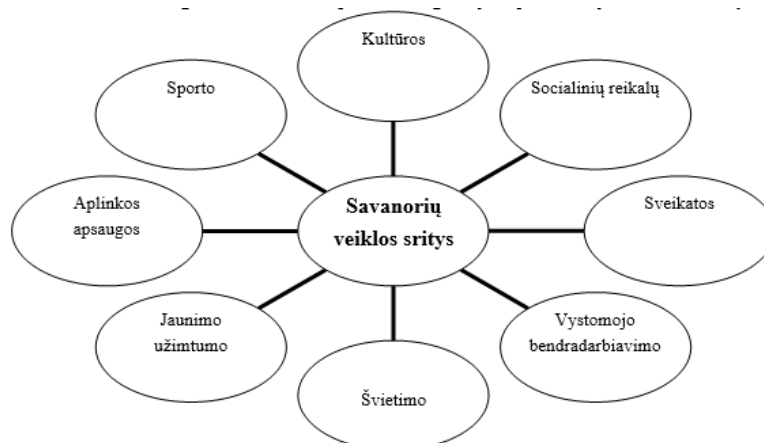 Kultūros
Sporto
Socialinių reikalų
Aplinkos
apsaugos
Savanorių
veiklos sritys
Sveikatos
Jaunimo
užimtumo
Vystomojo
bendradarbiavimo
Švietimo